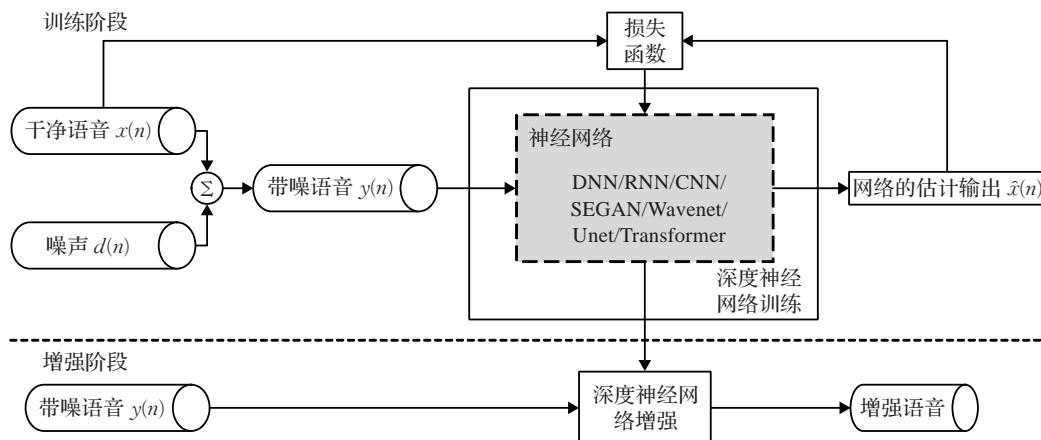 训练阶段
损失
函数
干净语音 x(n)
神经网络
∑
带噪语音 y(n)
DNN/RNN/CNN/
SEGAN/Wavenet/
Unet/Transformer
网络的估计输出 x̂(n)
噪声 d(n)
深度神经
网络训练
增强阶段
带噪语音 y(n)
深度神经网
络增强
增强语音